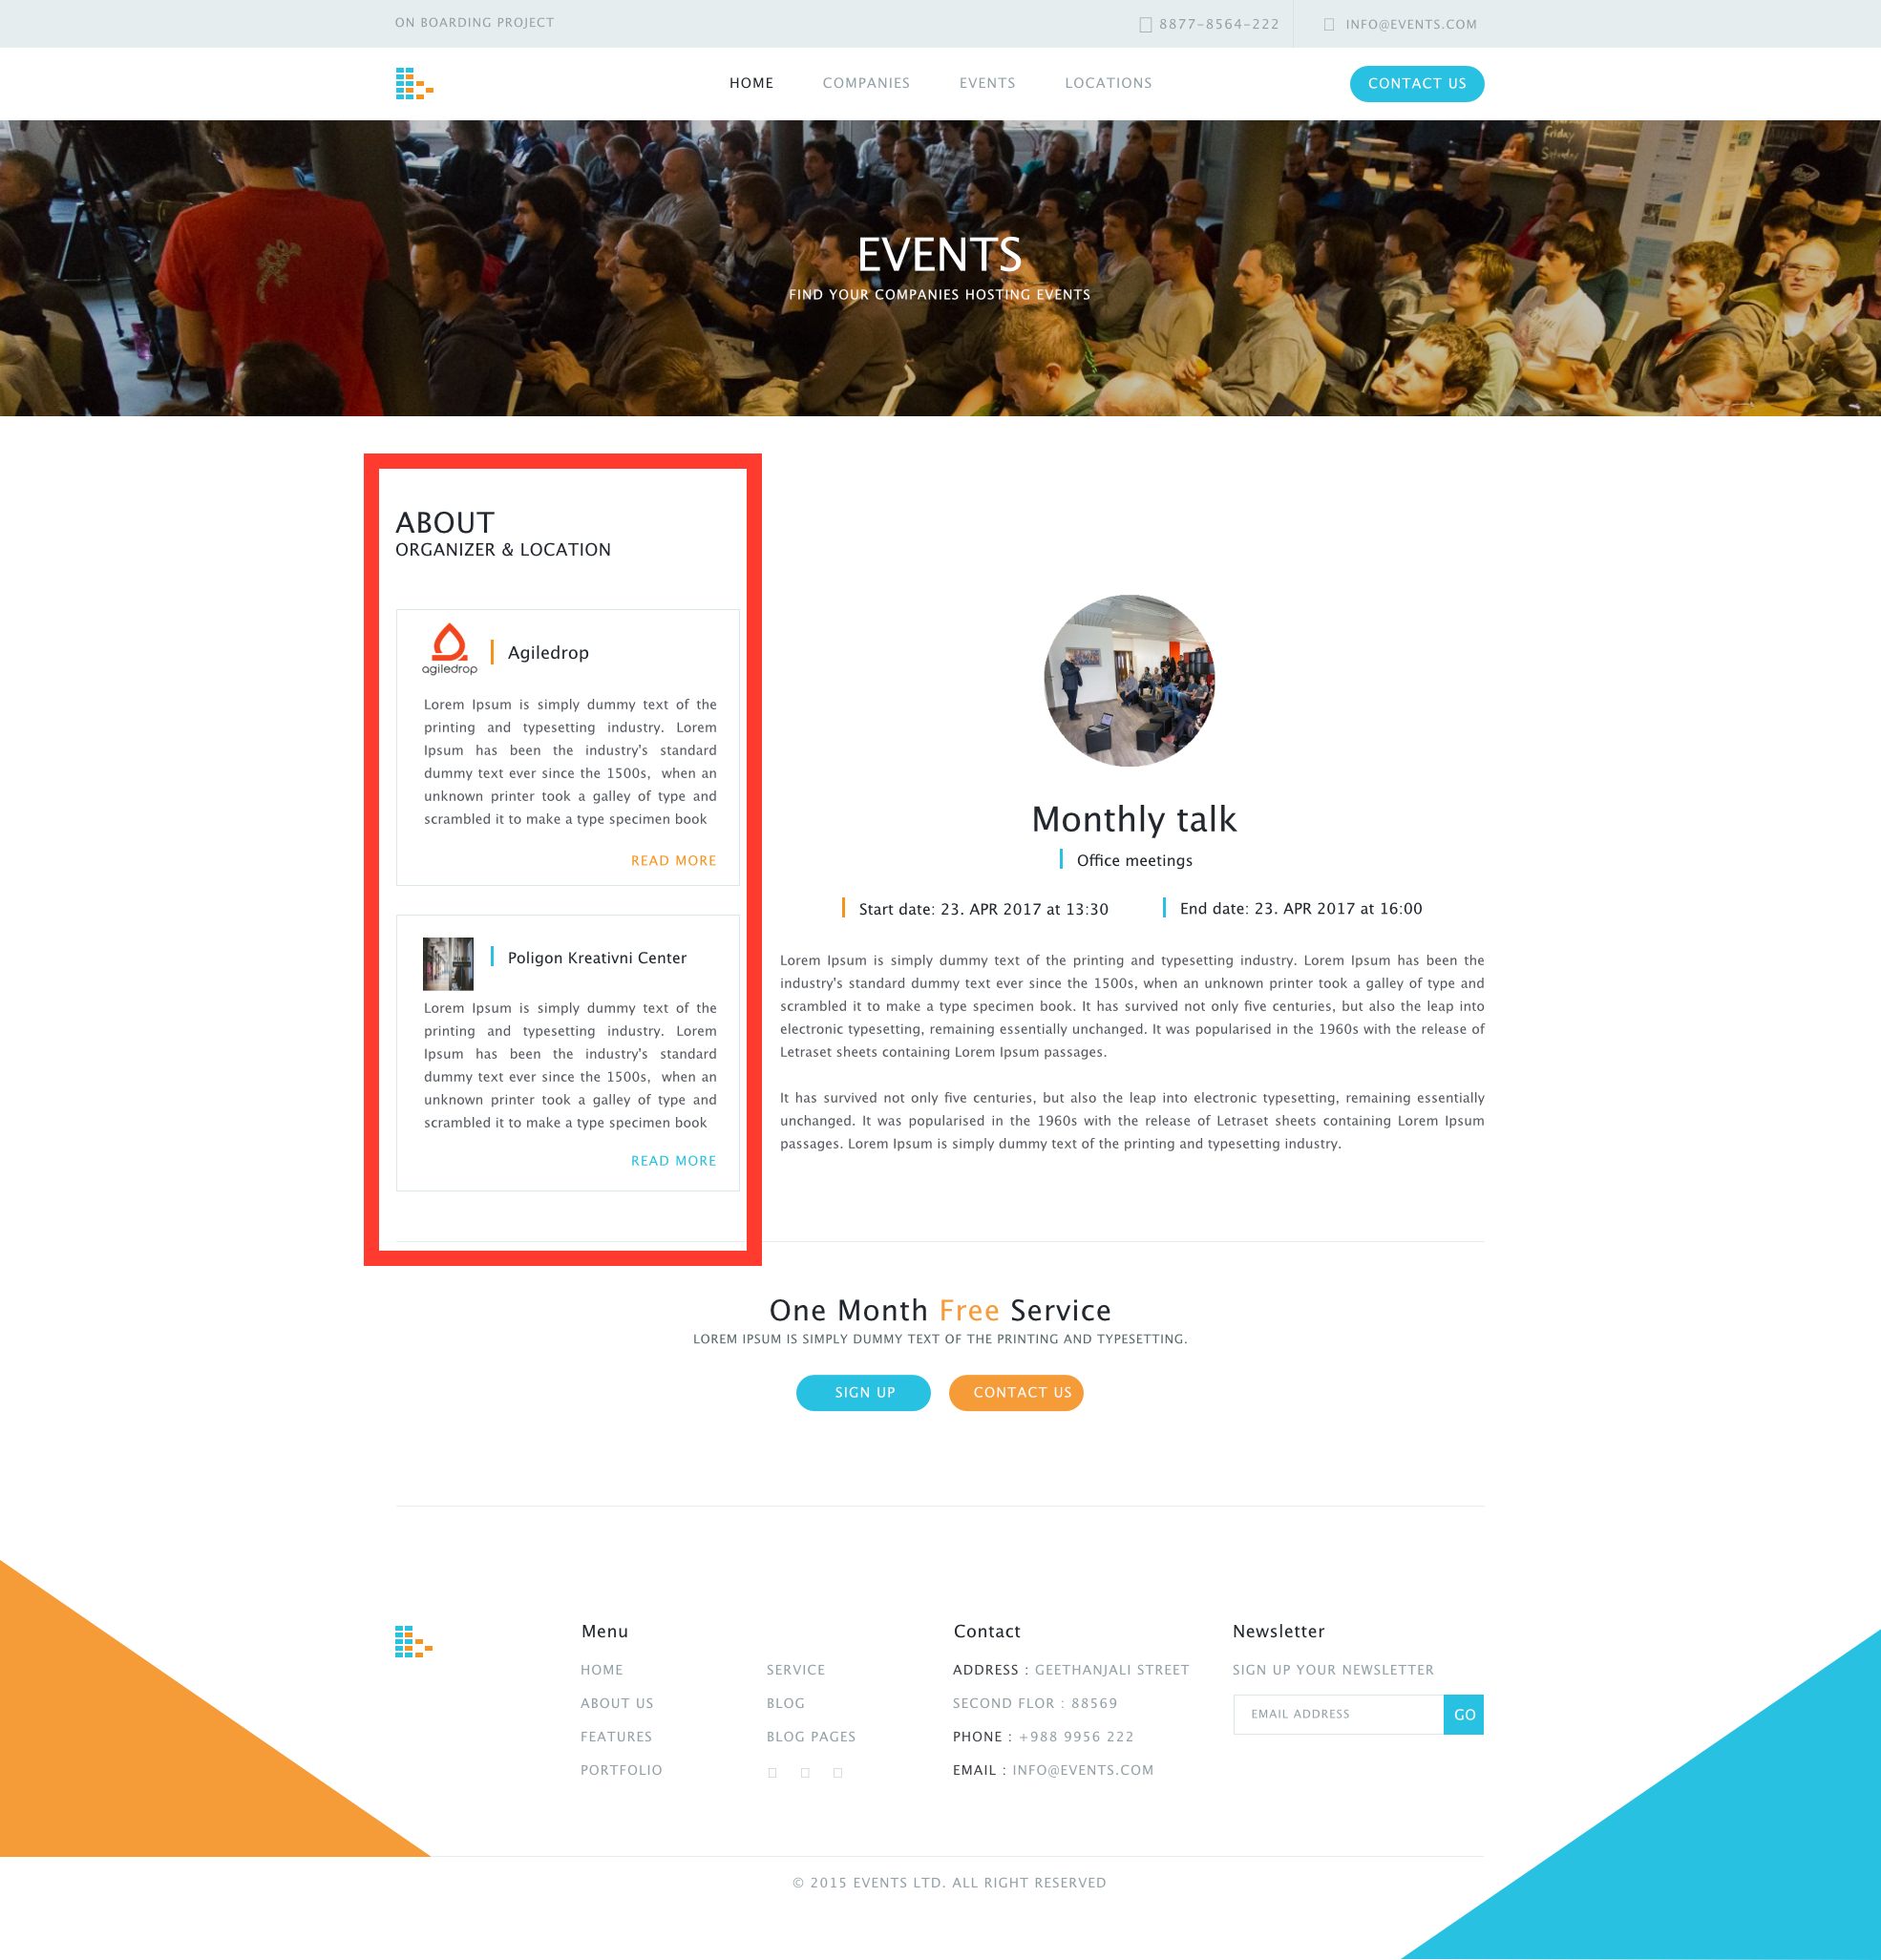 ON BOARDING PROJECT
8877-8564-222
INFO@EVENTS.COM
HOME COMPANIES EVENTS LOCATIONS
CONTACT US
Friday
EVENTS
FIND YOUR COMPANIES HOSTING EVENTS
ABOUT
ORGANIZER & LOCATION
agiledrop
Agiledrop
Lorem Ipsum is simply dummy text of the
printing and typesetting industry. Lorem
Ipsum has been the industry's standard
dummy text ever since the 1500s, when an
unknown printer took a galley of type and
scrambled it to make a type specimen book
READ MORE
Poligon Kreativni Center
Lorem Ipsum is simply dummy text of the
printing and typesetting industry. Lorem
Ipsum has been the industry's standard
dummy text ever since the 1500s, when an
unknown printer took a galley of type and
scrambled it to make a type specimen book
READ MORE
Monthly talk
Office meetings
Start date: 23. APR 2017 at 13:30
End date: 23. APR 2017 at 16:00
Lorem Ipsum is simply dummy text of the printing and typesetting industry. Lorem Ipsum has been the
industry's standard dummy text ever since the 1500s, when an unknown printer took a galley of type and
scrambled it to make a type specimen book. It has survived not only five centuries, but also the leap into
electronic typesetting, remaining essentially unchanged. It was popularised in the 1960s with the release of
Letraset sheets containing Lorem Ipsum passages.
It has survived not only five centuries, but also the leap into electronic typesetting, remaining essentially
unchanged. It was popularised in the 1960s with the release of Letraset sheets containing Lorem Ipsum
passages. Lorem Ipsum is simply dummy text of the printing and typesetting industry.
One Month Free Service
LOREM IPSUM IS SIMPLY DUMMY TEXT OF THE PRINTING AND TYPESETTING.
SIGN UP
CONTACT US
Menu
HOME
ABOUT US
FEATURES
PORTFOLIO
SERVICE
BLOG
BLOG PAGES
Contact
ADDRESS : GEETHANJALI STREET
SECOND FLOR : 88569
PHONE : +988 9956 222
EMAIL : INFO@EVENTS.COM
Newsletter
SIGN UP YOUR NEWSLETTER
EMAIL ADDRESS
GO
© 2015 EVENTS LTD. ALL RIGHT RESERVED